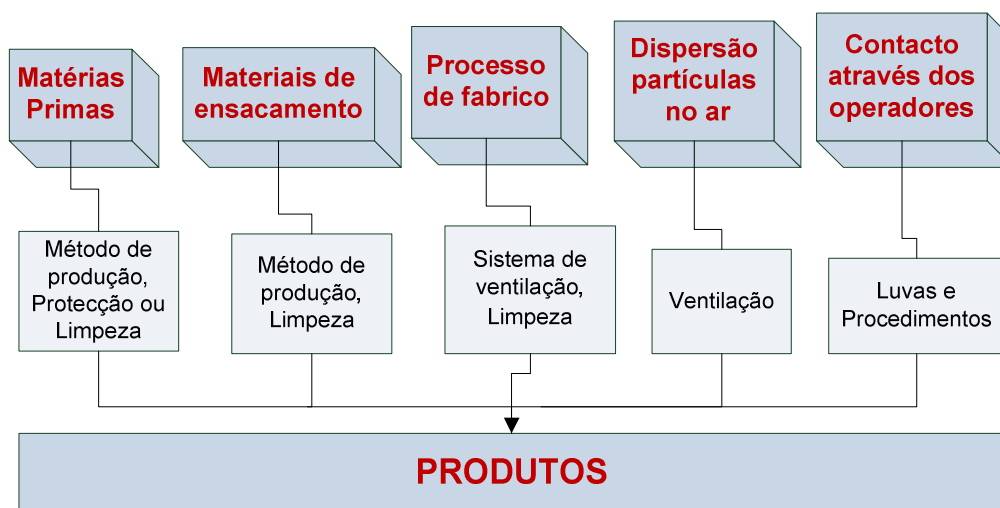 Matérias
Primas
Materiais de
ensacamento
Processo
de fabrico
Dispersão
partículas
no ar
Contacto
através dos
operadores
Método de
produção,
Protecção ou
Limpeza
Método de
produção,
Limpeza
Sistema de
ventilação,
Limpeza
Ventilação
Luvas e
Procedimentos
PRODUTOS